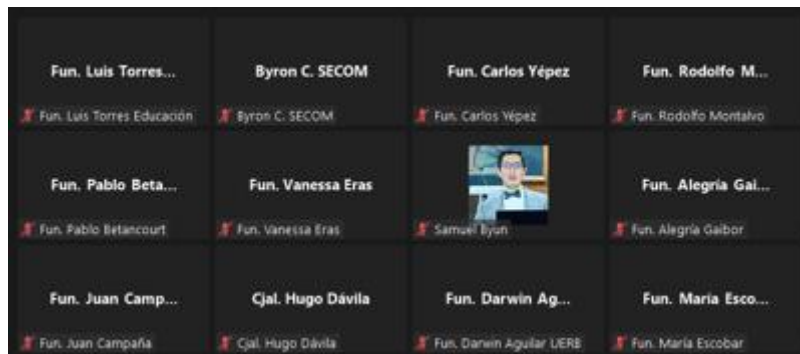 Fun. Luis Torres...
Byron C. SECOM
Fun. Carlos Yépez
Fun. Rodolfo M...
Fun. Luis Torres Educación
Byron C. SECOM
Fun. Carlos Yépez
Fun. Rodolfo Montalvo
Fun. Pablo Beta...
Fun. Vanessa Eras
Fun. Alegría Gai...
Fun. Pablo Betancourt
Fun. Vanessa Eras
Samuel Byun
Fun. Alegría Gaibor
Fun. Juan Camp...
Cjal. Hugo Dávila
Fun. Darwin Ag...
Fun. María Esco...
Fun. Juan Campaña
Cjal. Hugo Dávila
Fun. Darwin Aguilar UERB
Fun. María Escobar